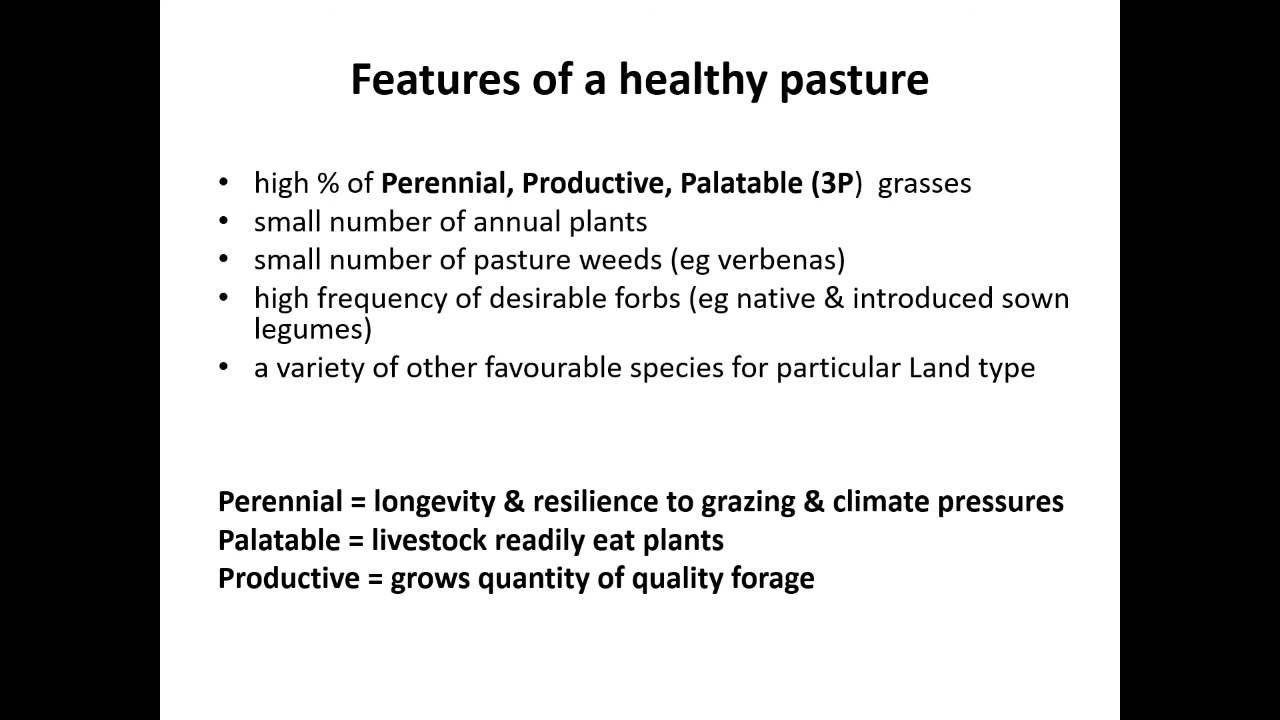 Features of a healthy pasture
• high % of Perennial, Productive, Palatable (3P) grasses
• small number of annual plants
• small number of pasture weeds (eg verbenas)
• high frequency of desirable forbs (eg native & introduced sown
legumes)
• a variety of other favourable species for particular Land type
Perennial = longevity & resilience to grazing & climate pressures
Palatable = livestock readily eat plants
Productive = grows quantity of quality forage